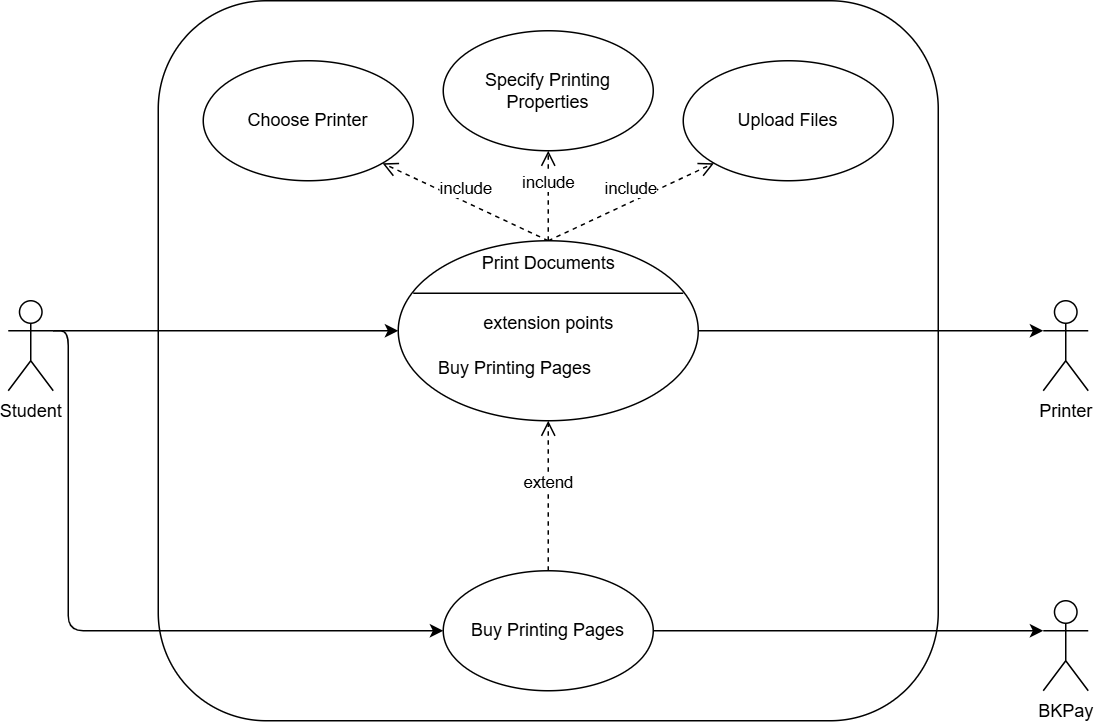 Specify Printing
Properties
Choose Printer
Upload Files
include
include
include
Print Documents
extension points
Buy Printing Pages
Student
Printer
extend
Buy Printing Pages
BKPay